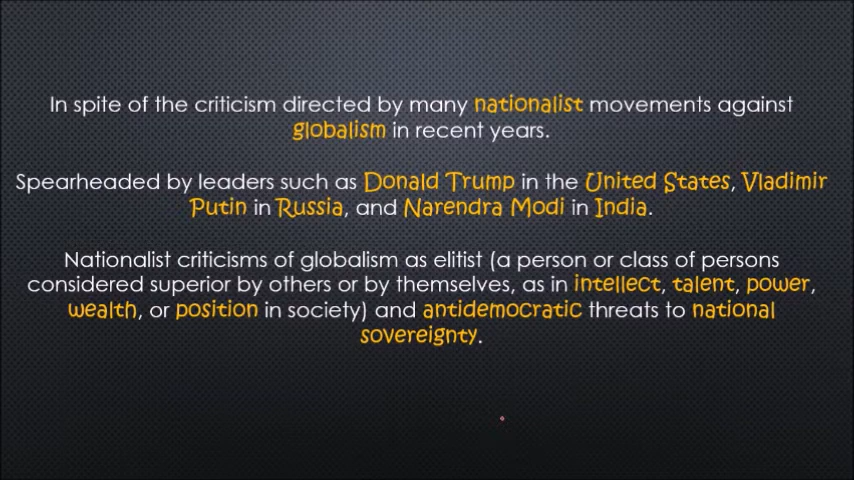 In spite of the criticism directed by many nationalist movements against
globalism in recent years.
Spearheaded by leaders such as Donald Trump in the United States, Vladimir
Putin in Russia, and Narendra Modi in India.
Nationalist criticisms of globalism as elitist (a person or class of persons
considered superior by others or by themselves, as in intellect, talent, power,
wealth, or position in society) and antidemocratic threats to national
sovereignty.